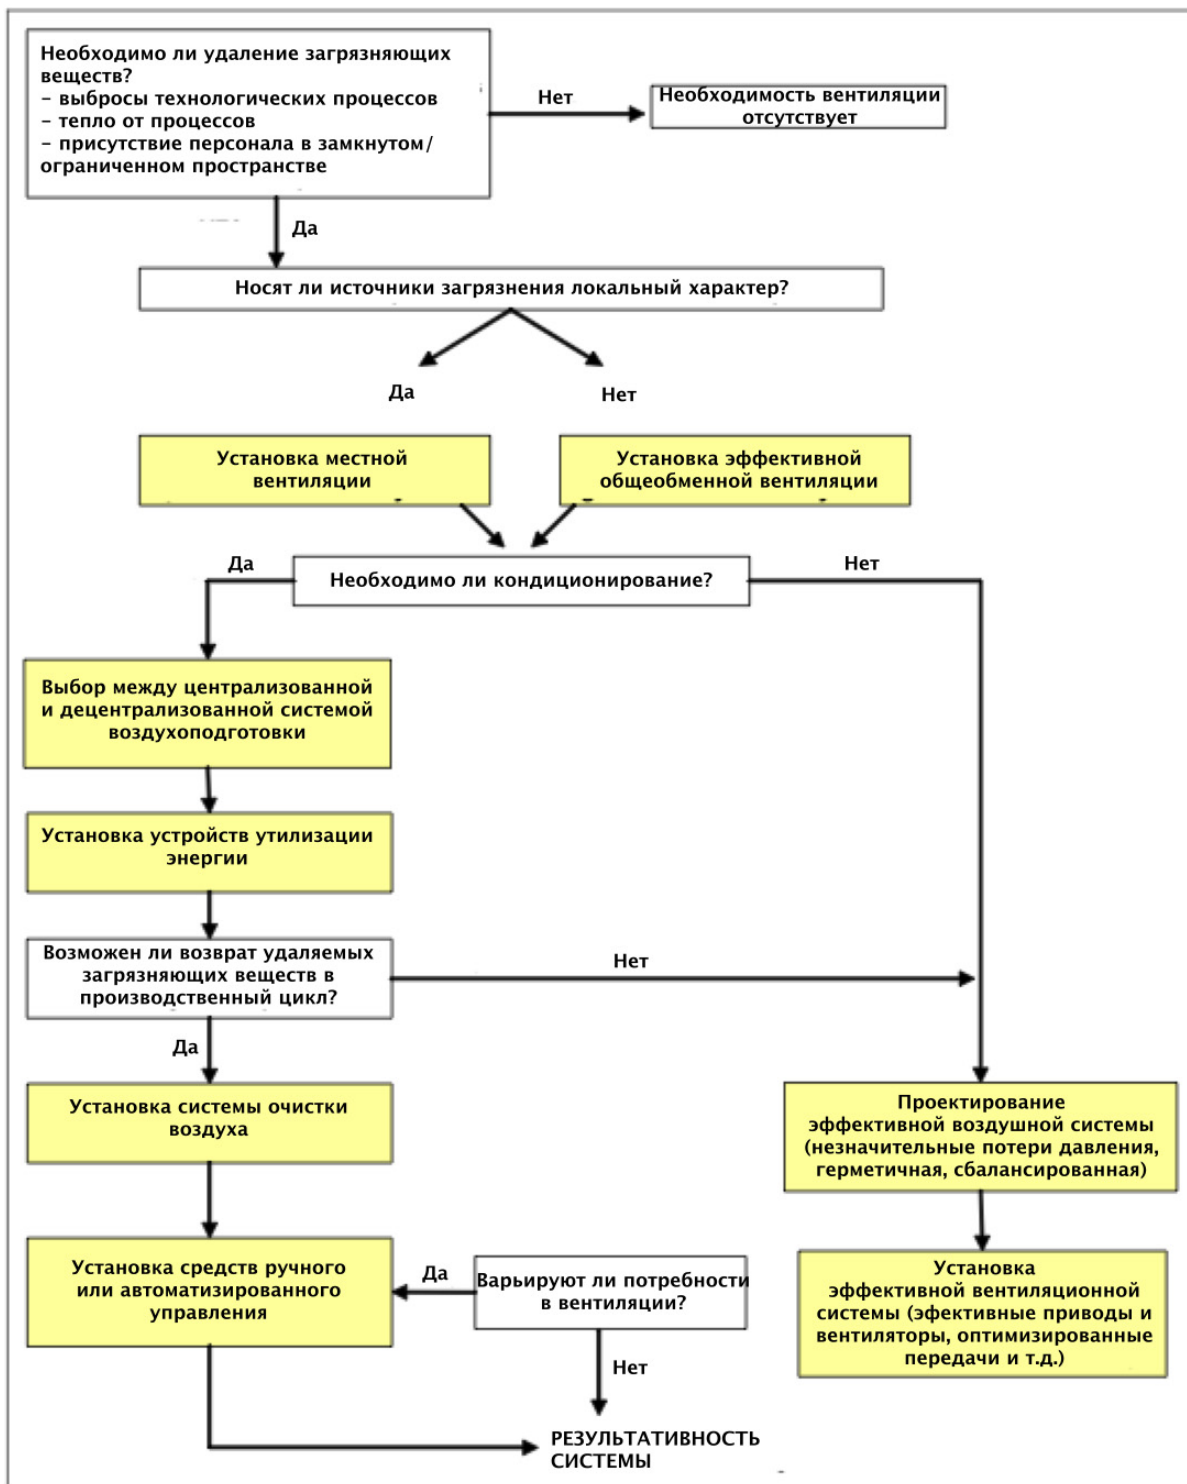 Необходимо ли удаление загрязняющих
веществ?
– выбросы технологических процессов
– тепло от процессов
– присутствие персонала в замкнутом/
ограниченном пространстве
Нет
Необходимость вентиляции
отсутствует
Да
Носят ли источники загрязнения локальный характер?
Да
Нет
Установка местной
вентиляции
Установка эффективной
общеобменной вентиляции
Да
Необходимо ли кондиционирование?
Нет
Выбор между централизованной
и децентрализованной системой
воздухоподготовки
Установка устройств утилизации
энергии
Возможен ли возврат удаляемых
загрязняющих веществ в
производственный цикл?
Нет
Да
Установка системы очистки
воздуха
Проектирование
эффективной воздушной системы
(незначительные потери давления,
герметичная, сбалансированная)
Установка средств ручного
или автоматизированного
управления
Да
Варьируют ли потребности
в вентиляции?
Установка
эффективной вентиляционной
системы (эфективные приводы и
вентиляторы, оптимизированные
передачи и т.д.)
Нет
РЕЗУЛЬТАТИВНОСТЬ
СИСТЕМЫ